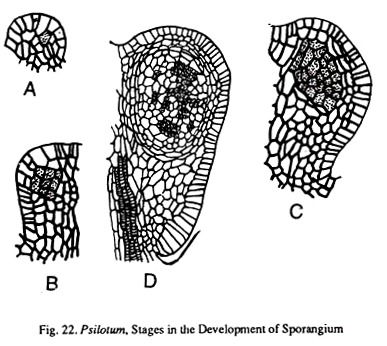 A
B
D
C
Fig. 22. Psilotum, Stages in the Development of Sporangium